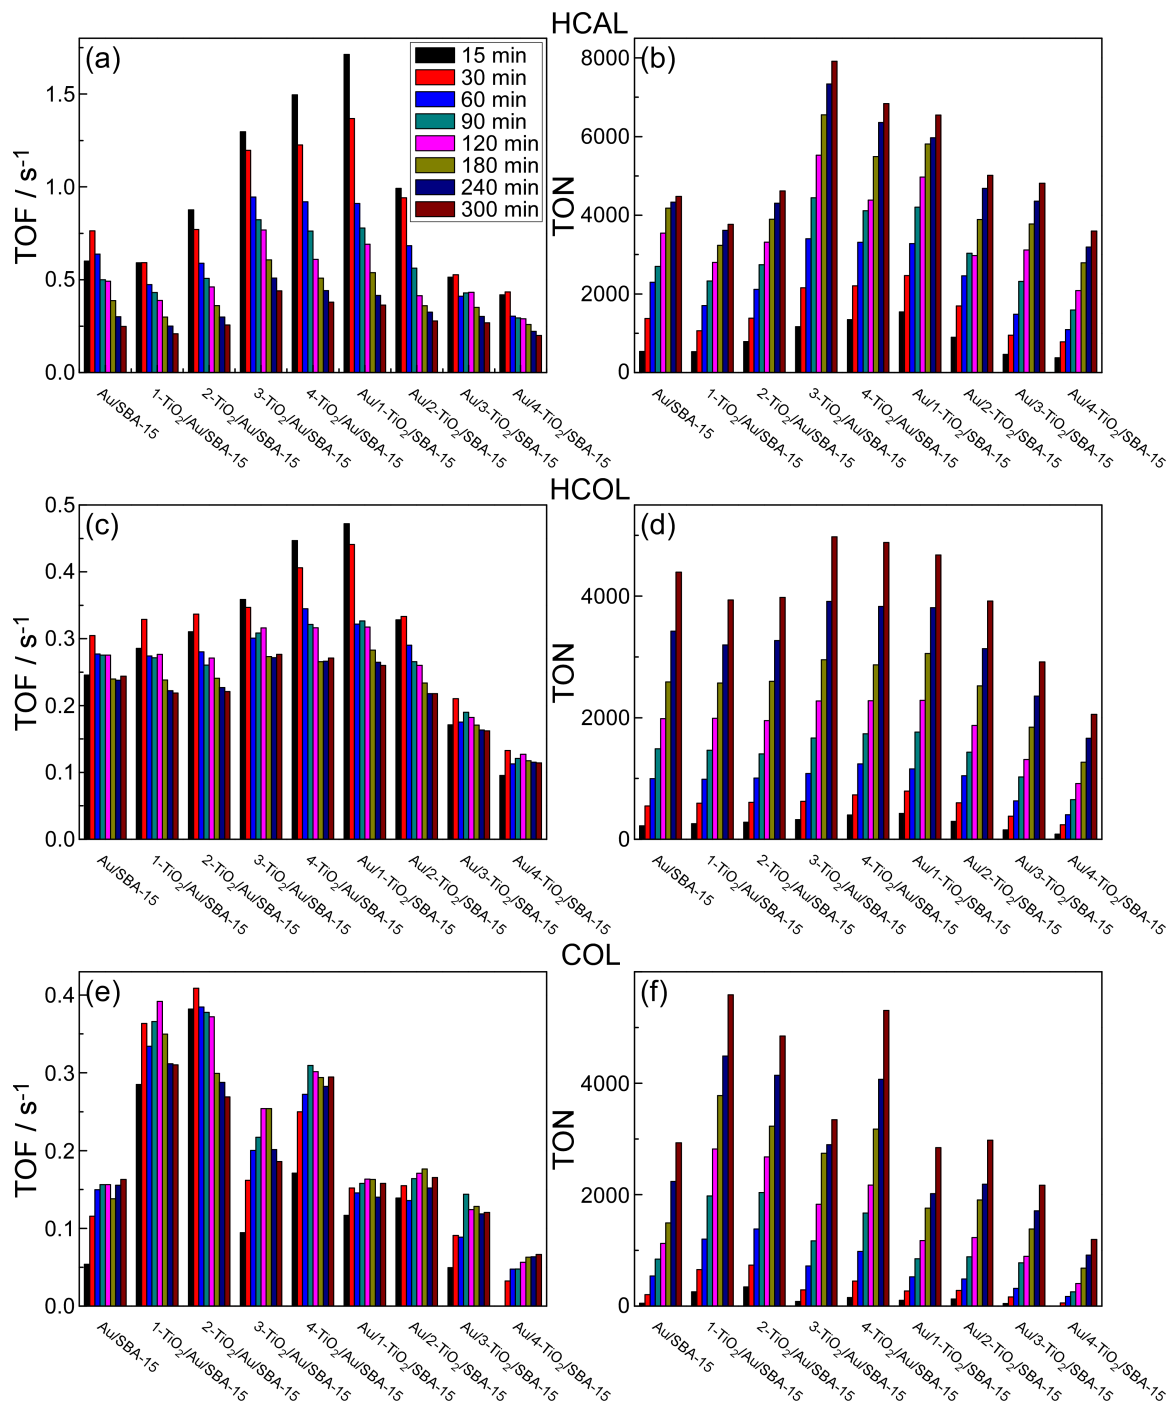 HCAL
(a)
TOF / s⁻¹
1.5
1.0
0.5
0.0
15 min
30 min
60 min
90 min
120 min
180 min
240 min
300 min
Au/SBA-15
1-TiO₂/Au/SBA-15
2-TiO₂/Au/SBA-15
3-TiO₂/Au/SBA-15
4-TiO₂/Au/SBA-15
Au/1-TiO₂/SBA-15
Au/2-TiO₂/SBA-15
Au/3-TiO₂/SBA-15
Au/4-TiO₂/SBA-15
(b)
TON
8000
6000
4000
2000
0
Au/SBA-15
1-TiO₂/Au/SBA-15
2-TiO₂/Au/SBA-15
3-TiO₂/Au/SBA-15
4-TiO₂/Au/SBA-15
Au/1-TiO₂/SBA-15
Au/2-TiO₂/SBA-15
Au/3-TiO₂/SBA-15
Au/4-TiO₂/SBA-15
HCOL
(c)
TOF / s⁻¹
0.5
0.4
0.3
0.2
0.1
0.0
Au/SBA-15
1-TiO₂/Au/SBA-15
2-TiO₂/Au/SBA-15
3-TiO₂/Au/SBA-15
4-TiO₂/Au/SBA-15
Au/1-TiO₂/SBA-15
Au/2-TiO₂/SBA-15
Au/3-TiO₂/SBA-15
Au/4-TiO₂/SBA-15
(d)
TON
4000
2000
0
Au/SBA-15
1-TiO₂/Au/SBA-15
2-TiO₂/Au/SBA-15
3-TiO₂/Au/SBA-15
4-TiO₂/Au/SBA-15
Au/1-TiO₂/SBA-15
Au/2-TiO₂/SBA-15
Au/3-TiO₂/SBA-15
Au/4-TiO₂/SBA-15
COL
(e)
TOF / s⁻¹
0.4
0.3
0.2
0.1
0.0
Au/SBA-15
1-TiO₂/Au/SBA-15
2-TiO₂/Au/SBA-15
3-TiO₂/Au/SBA-15
4-TiO₂/Au/SBA-15
Au/1-TiO₂/SBA-15
Au/2-TiO₂/SBA-15
Au/3-TiO₂/SBA-15
Au/4-TiO₂/SBA-15
(f)
TON
4000
2000
0
Au/SBA-15
1-TiO₂/Au/SBA-15
2-TiO₂/Au/SBA-15
3-TiO₂/Au/SBA-15
4-TiO₂/Au/SBA-15
Au/1-TiO₂/SBA-15
Au/2-TiO₂/SBA-15
Au/3-TiO₂/SBA-15
Au/4-TiO₂/SBA-15